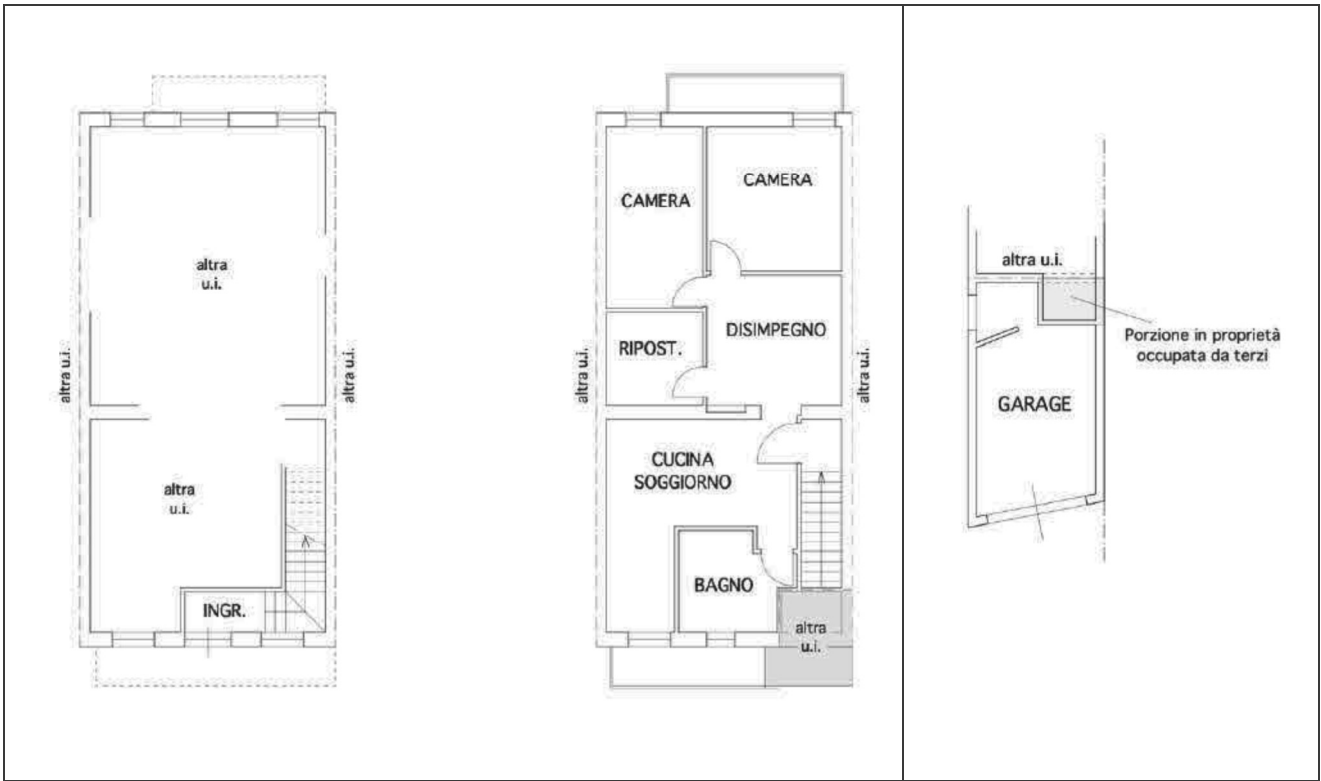 altra
u.i.
altra u.i.
altra u.i.
altra
u.i.
INGR.
CAMERA
CAMERA
DISIMPEGNO
RIPOST.
altra u.i.
altra u.i.
CUCINA
SOGGIORNO
BAGNO
altra
u.i.
altra u.i.
Porzione in proprietà
occupata da terzi
GARAGE